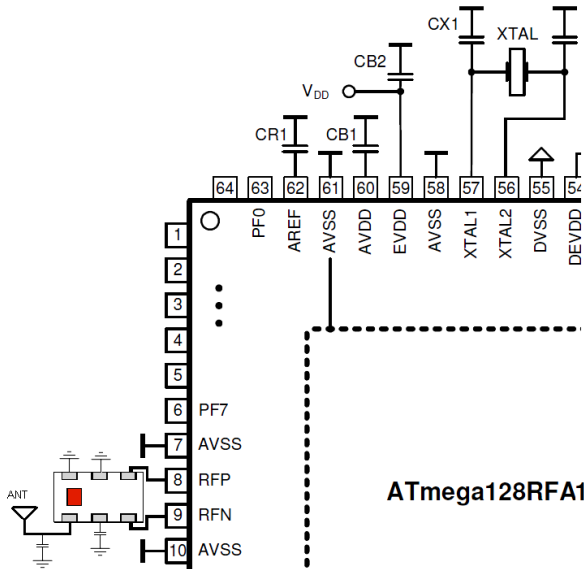 CX1
XTAL
CB2
VDD
CR1
CB1
64
63
62
61
60
59
58
57
56
55
54
PF0
AREF
AVSS
AVDD
EVDD
AVSS
XTAL1
XTAL2
DVSS
DEVDD
1
2
3
4
5
6 PF7
7 AVSS
8 RFP
9 RFN
10 AVSS
ANT
ATmega128RFA1